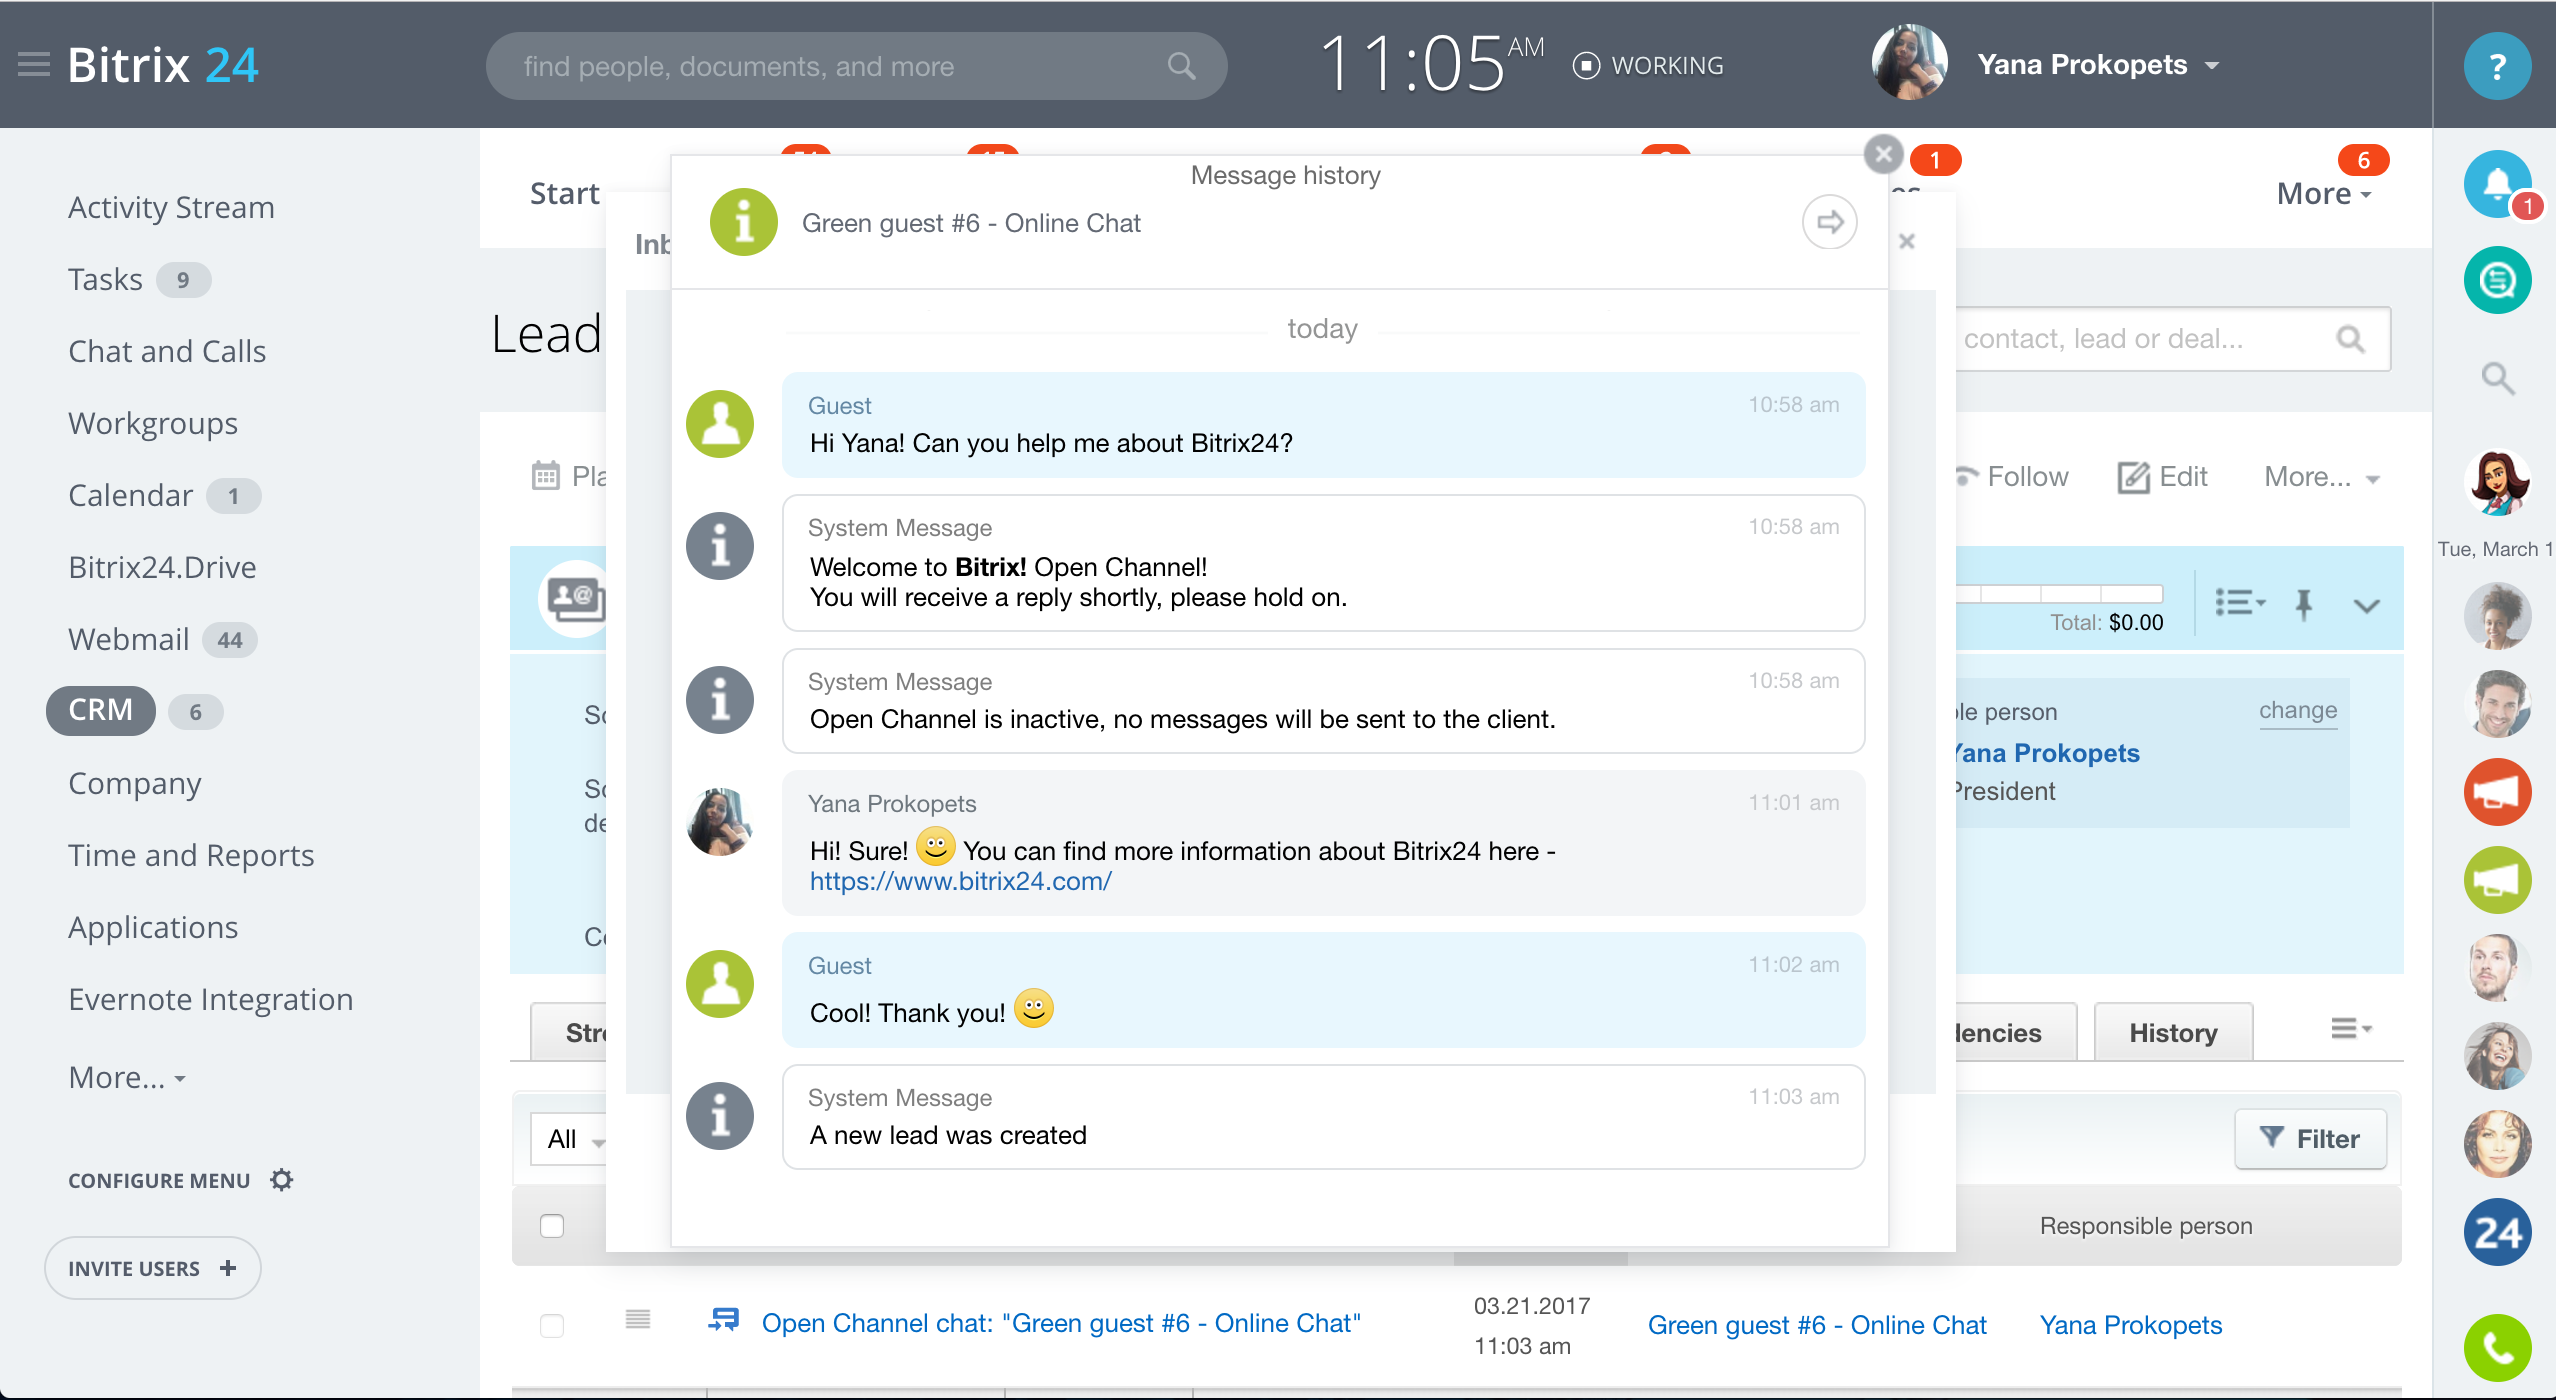 Bitrix 24
find people, documents, and more
11:05 AM
WORKING
Yana Prokopets
?
Activity Stream
Tasks 9
Chat and Calls
Workgroups
Calendar 1
Bitrix24.Drive
Webmail 44
CRM 6
Company
Time and Reports
Applications
Evernote Integration
More...
CONFIGURE MENU
INVITE USERS +
Start
1
6
More
1
Lead
contact, lead or deal...
Follow
Edit
More...
Tue, March
Total: $0.00
person
change
Yana Prokopets
President
History
All
Filter
Responsible person
Message history
Green guest #6 - Online Chat
today
Guest
10:58 am
Hi Yana! Can you help me about Bitrix24?
System Message
10:58 am
Welcome to Bitrix! Open Channel!
You will receive a reply shortly, please hold on.
System Message
10:58 am
Open Channel is inactive, no messages will be sent to the client.
Yana Prokopets
11:01 am
Hi! Sure! You can find more information about Bitrix24 here -
https://www.bitrix24.com/
Guest
11:02 am
Cool! Thank you!
System Message
11:03 am
A new lead was created
Open Channel chat: "Green guest #6 - Online Chat"
03.21.2017
11:03 am
Green guest #6 - Online Chat
Yana Prokopets
24